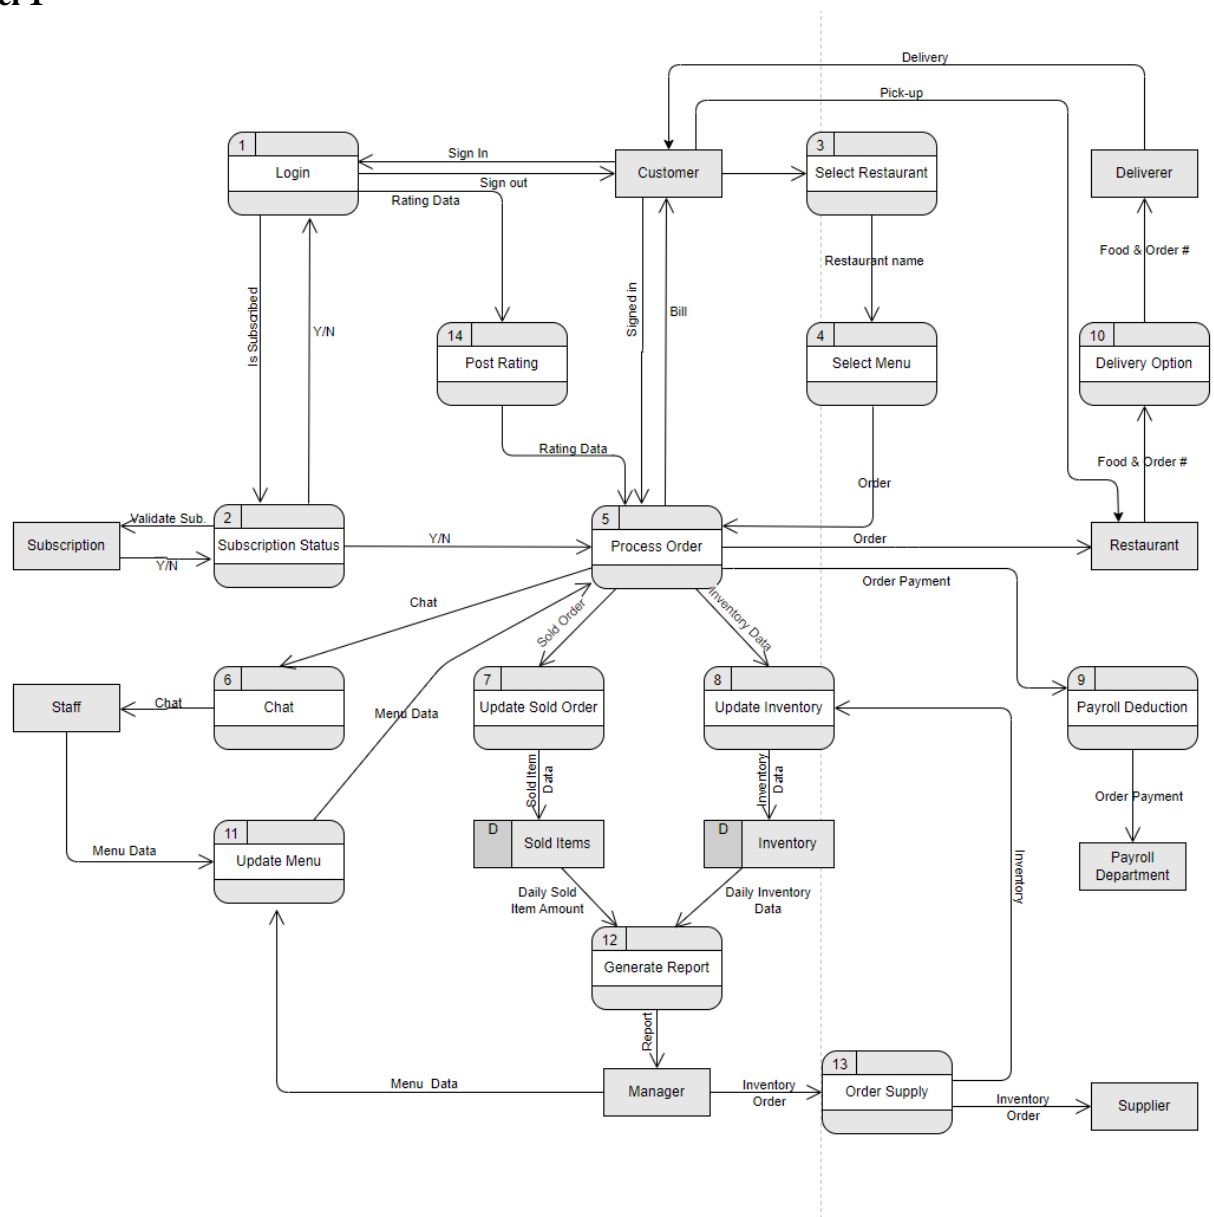 Delivery
Pick-up
1
Login
Sign In
Sign out
Rating Data
Customer
3
Select Restaurant
Deliverer
Restaurant name
Food & Order #
Is Subscribed
Y/N
Signed in
Bill
14
Post Rating
4
Select Menu
10
Delivery Option
Rating Data
Order
Food & Order #
Subscription
Validate Sub.
Y/N
2
Subscription Status
Y/N
5
Process Order
Order
Restaurant
Order Payment
Chat
Sold Order
Inventory Data
Staff
Chat
6
Chat
Menu Data
7
Update Sold Order
8
Update Inventory
9
Payroll Deduction
Sold Item
Data
Inventory
Data
Order Payment
Menu Data
11
Update Menu
D
Sold Items
D
Inventory
Payroll
Department
Inventory
Daily Sold
Item Amount
Daily Inventory
Data
12
Generate Report
Report
Menu Data
Manager
Inventory
Order
13
Order Supply
Inventory
Order
Supplier